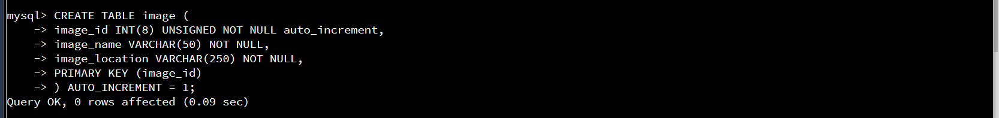 mysql> CREATE TABLE image (
    -> image_id INT(8) UNSIGNED NOT NULL auto_increment,
    -> image_name VARCHAR(50) NOT NULL,
    -> image_location VARCHAR(250) NOT NULL,
    -> PRIMARY KEY (image_id)
    -> ) AUTO_INCREMENT = 1;
Query OK, 0 rows affected (0.09 sec)